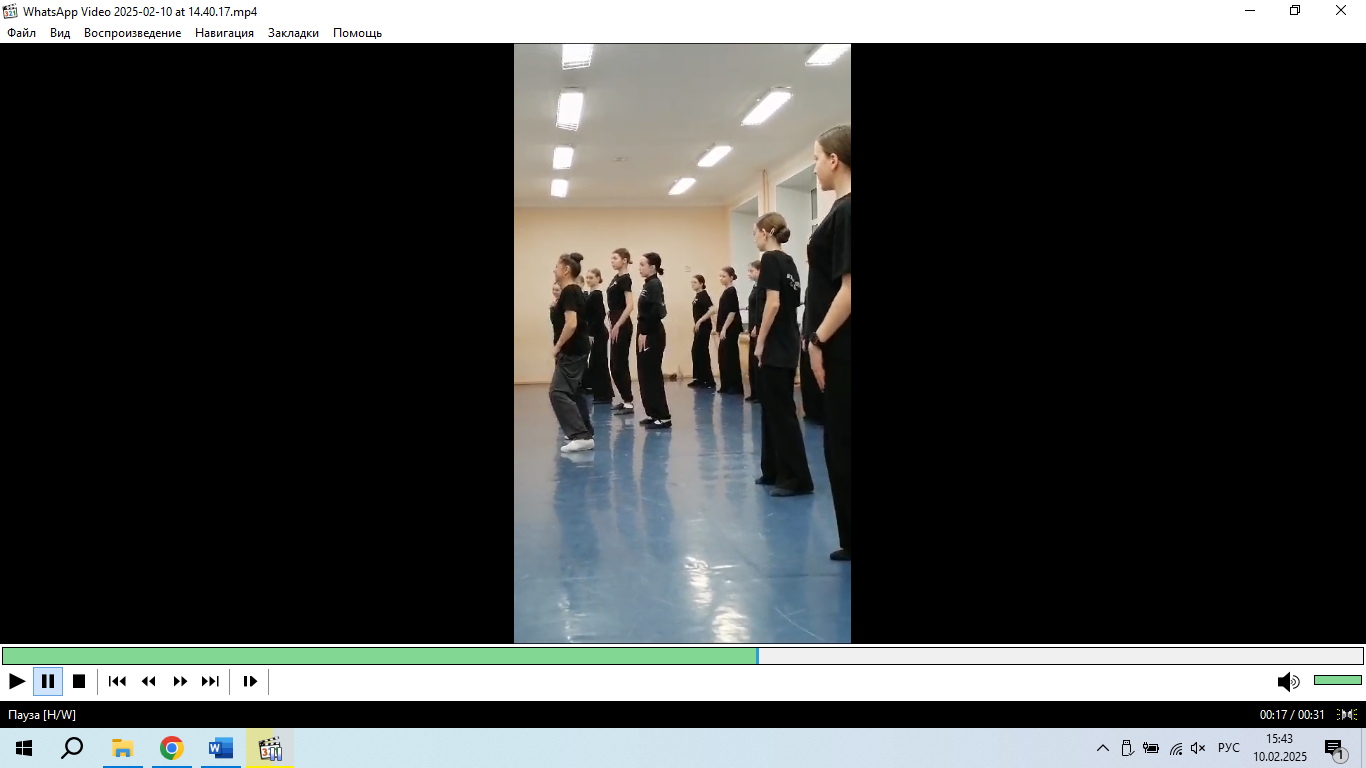 WhatsApp Video 2025-02-10 at 14.40.17.mp4
Файл Вид Воспроизведение Навигация Закладки Помощь
Пауза [H/W]
00:17 / 00:31
РУС
15:43
10.02.2025
1